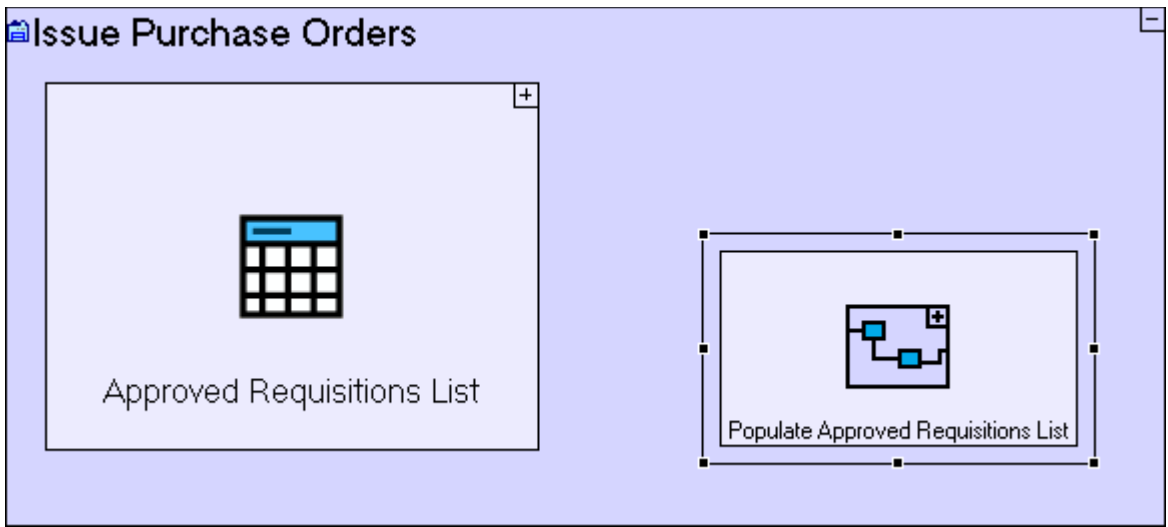 Issue Purchase Orders
Approved Requisitions List
Populate Approved Requisitions List